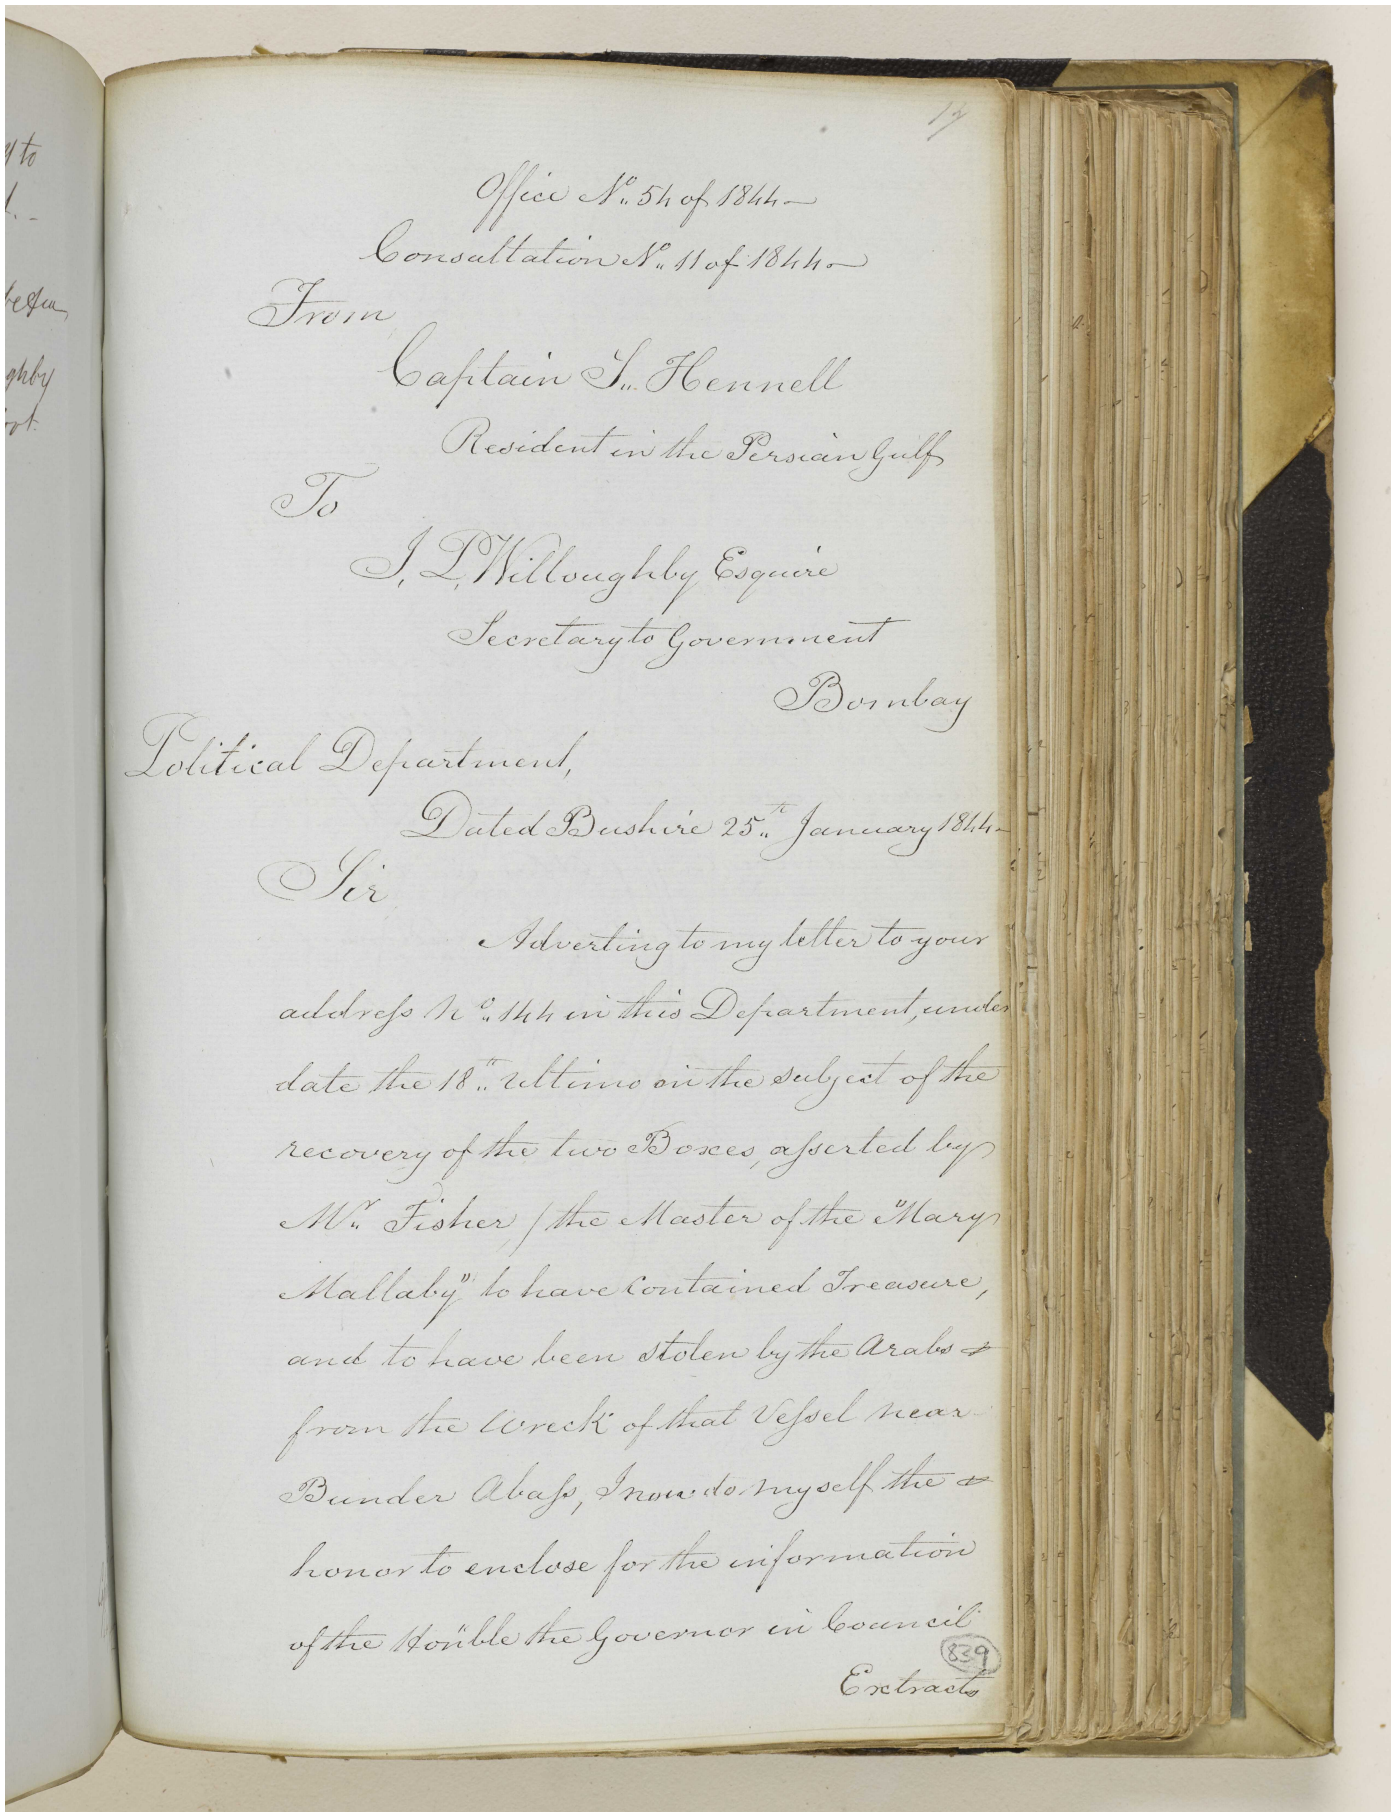 17
Office No. 54 of 1844 –
Consultation No. 11 of 1844 –
From
Captain S. Hennell
Resident in the Persian Gulf
To
J. P. Willoughby Esquire
Secretary to Government
Bombay
Political Department,
Dated Bushire 25th January 1844 –
Sir
Adverting to my letter to your
address No. 144 in this Department, under
date the 18th Ultimo on the subject of the
recovery of the two Boxes, asserted by
Mr. Fisher / the Master of the "Mary
Mallaby" to have contained Treasure,
and to have been stolen by the Arabs
from the Wreck of that Vessel near
Bunder Abass, I now do myself the
honor to enclose for the information
of the Hon'ble the Governor in Council
839
Extracts
y to
d. –
ghby